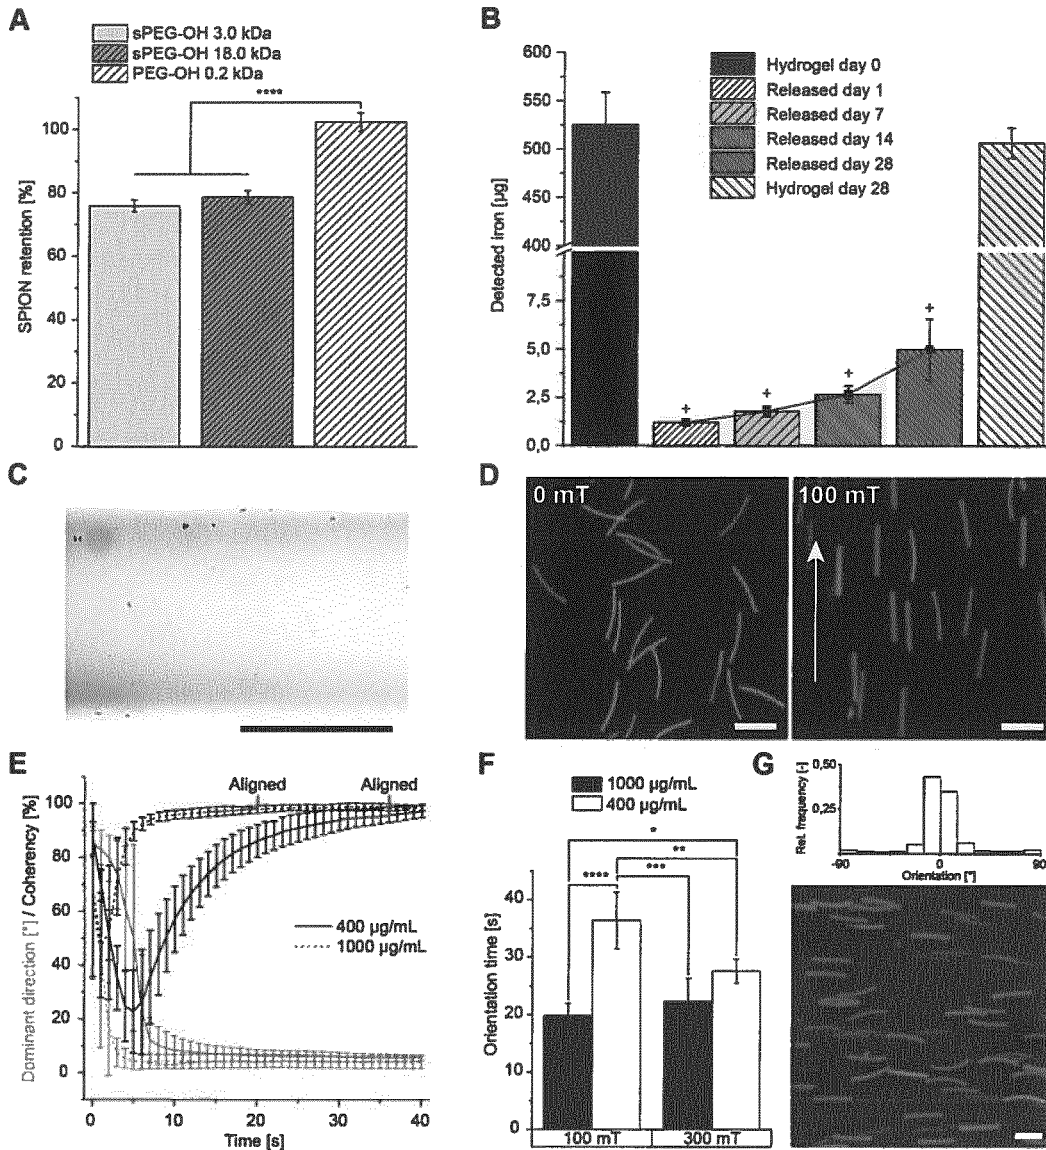 A
sPEG-OH 3.0 kDa
sPEG-OH 18.0 kDa
PEG-OH 0.2 kDa
****
SPION retention [%]
100
80
60
40
20
0
B
Hydrogel day 0
Released day 1
Released day 7
Released day 14
Released day 28
Hydrogel day 28
Detected iron [µg]
600
550
500
450
400
7,5
5,0
2,5
0,0
+
+
+
+
C
D
0 mT
100 mT
E
Aligned
Aligned
Dominant direction [°] / Coherency [%]
100
80
60
40
20
0
400 µg/mL
1000 µg/mL
0
10
20
30
40
Time [s]
F
1000 µg/mL
400 µg/mL
*
**
****
***
Orientation time [s]
40
30
20
10
0
100 mT
300 mT
G
Rel. frequency [-]
0,50
0,25
-90
0
90
Orientation [°]